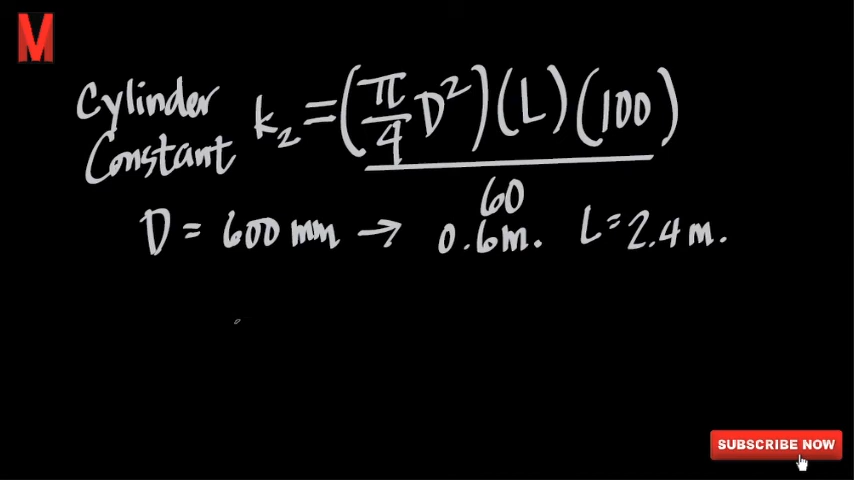 M
Cylinder
Constant
k₂ = (π/4 D²)(L)(100)
60
D = 600 mm → 0.6m. L = 2.4 m.
SUBSCRIBE NOW